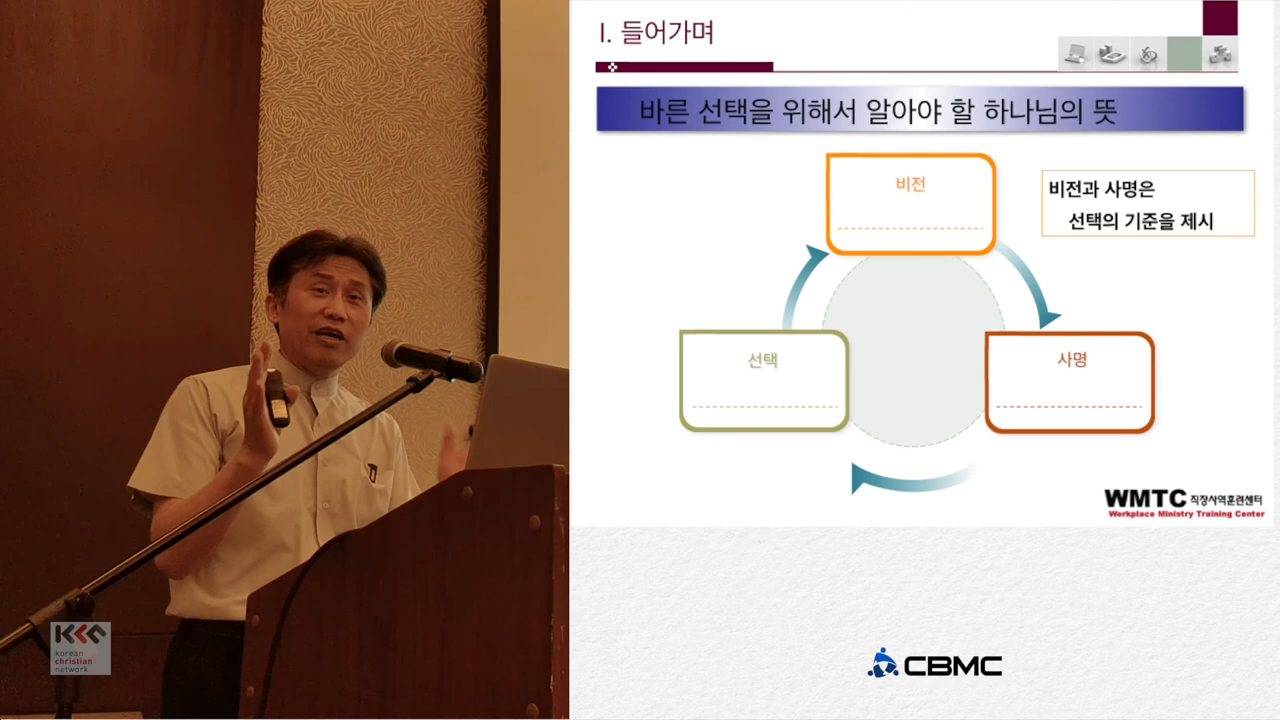 I. 들어가며
바른 선택을 위해서 알아야 할 하나님의 뜻
비전
비전과 사명은
선택의 기준을 제시
선택
사명
WMTC 직장사역훈련센터
Workplace Ministry Training Center
KCN
korean
christian
network
CBMC